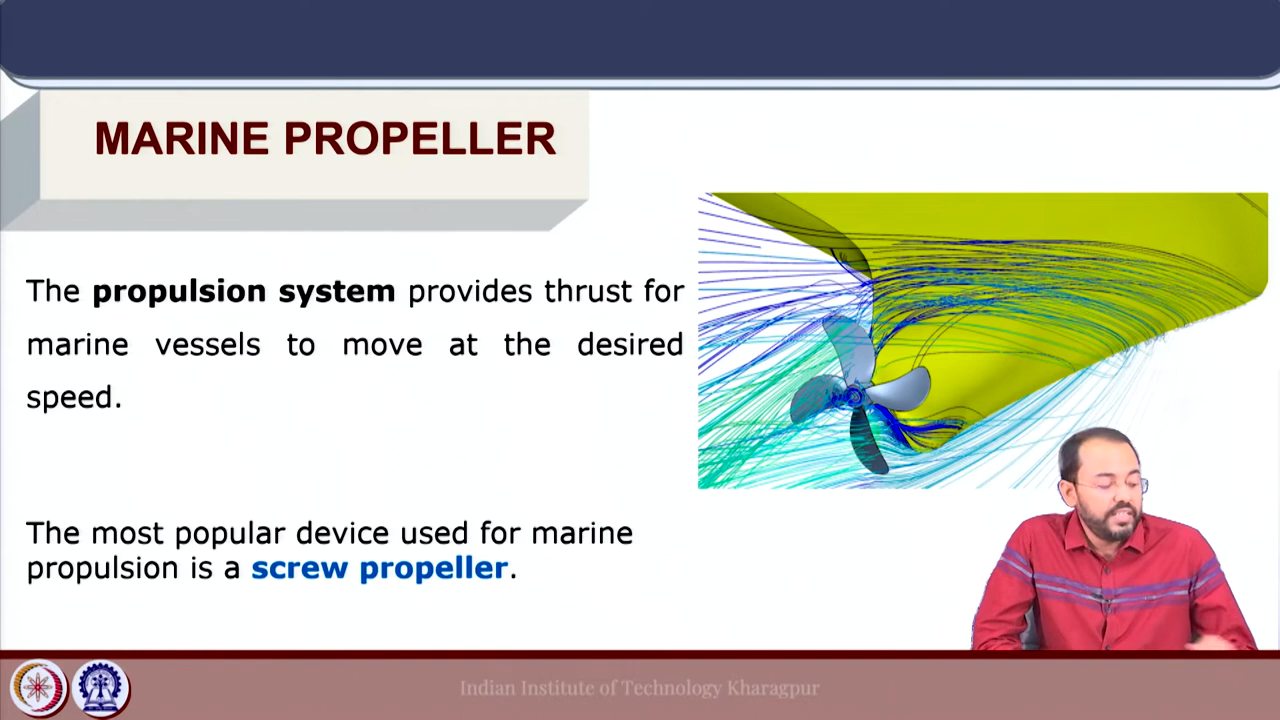 MARINE PROPELLER
The propulsion system provides thrust for
marine vessels to move at the desired
speed.
The most popular device used for marine
propulsion is a screw propeller.
Indian Institute of Technology Kharagpur